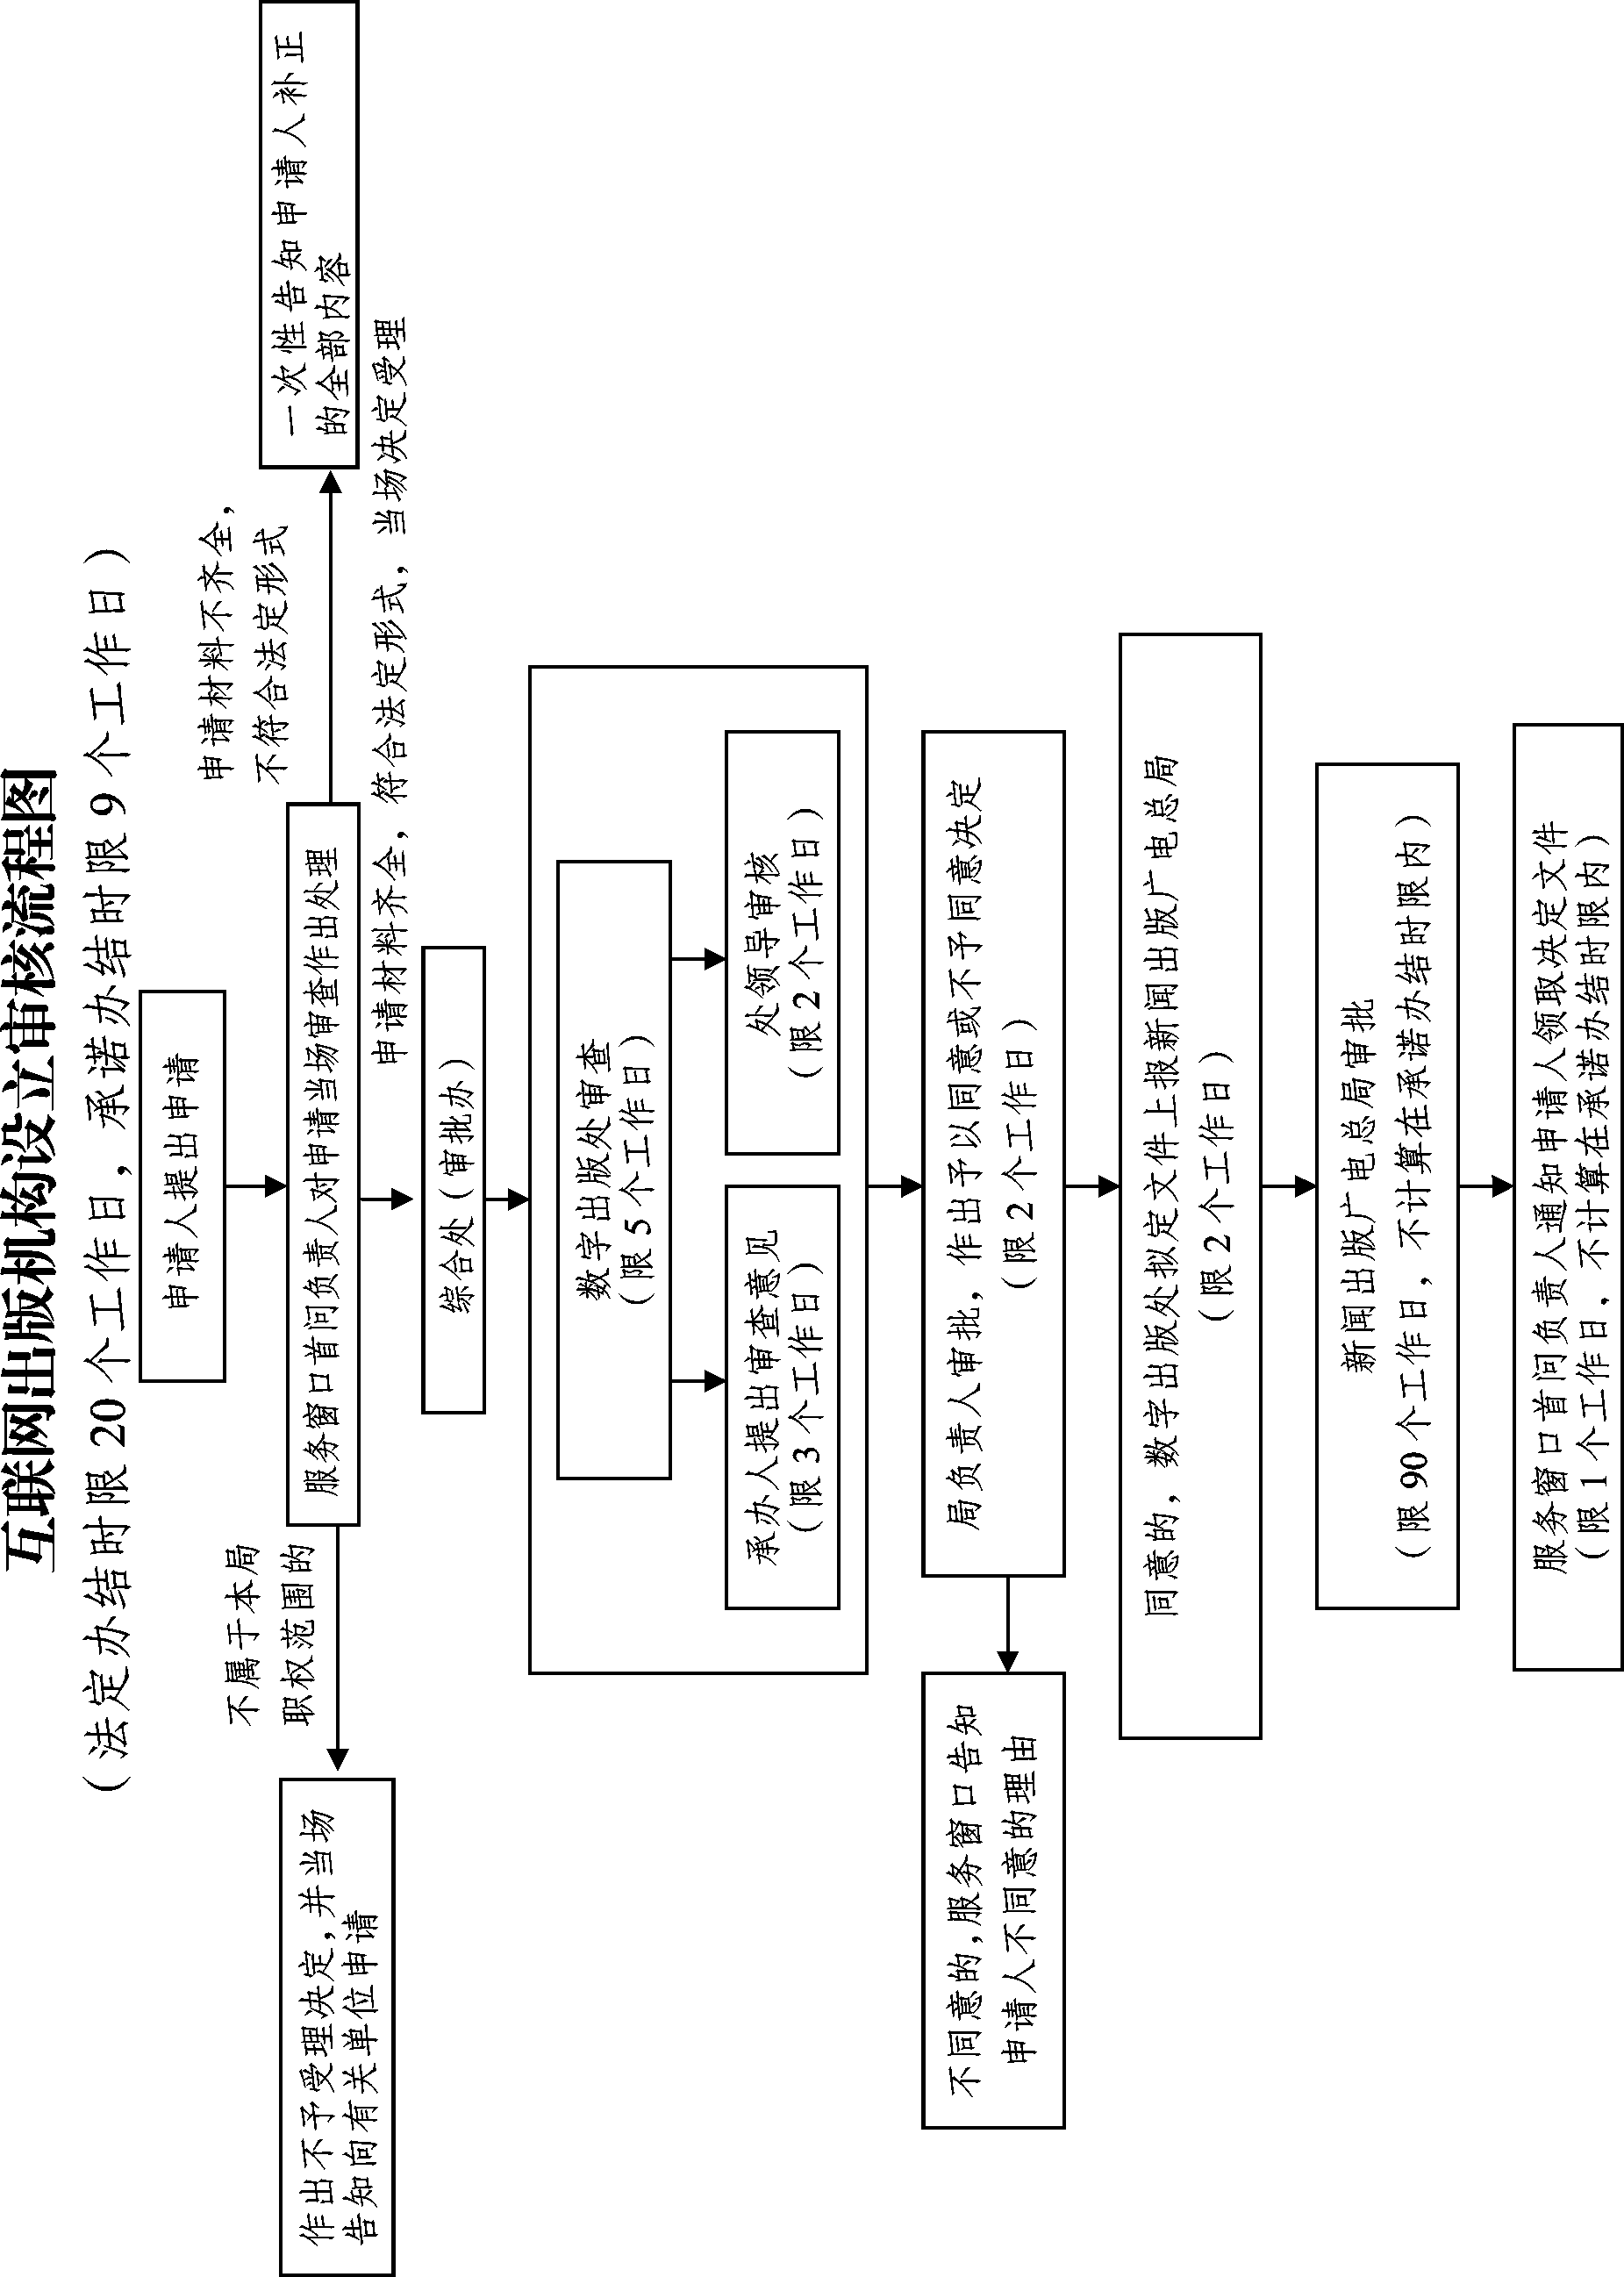 互联网出版机构设立审核流程图
（法定办结时限 20 个工作日，承诺办结时限 9 个工作日）
申请人提出申请
不属于本局
职权范围的
服务窗口首问负责人对申请当场审查作出处理
申请材料不齐全，
不符合法定形式
作出不予受理决定，并当场
告知向有关单位申请
一次性告知申请人补正
的全部内容
申请材料齐全，符合法定形式，当场决定受理
综合处（审批办）
数字出版处审查
（限 5 个工作日）
承办人提出审查意见
（限 3 个工作日）
处领导审核
（限 2 个工作日）
局负责人审批，作出予以同意或不予同意决定
（限 2 个工作日）
不同意的，服务窗口告知
申请人不同意的理由
同意的，数字出版处拟定文件上报新闻出版广电总局
（限 2 个工作日）
新闻出版广电总局审批
（限 90 个工作日，不计算在承诺办结时限内）
服务窗口首问负责人通知申请人领取决定文件
（限 1 个工作日，不计算在承诺办结时限内）